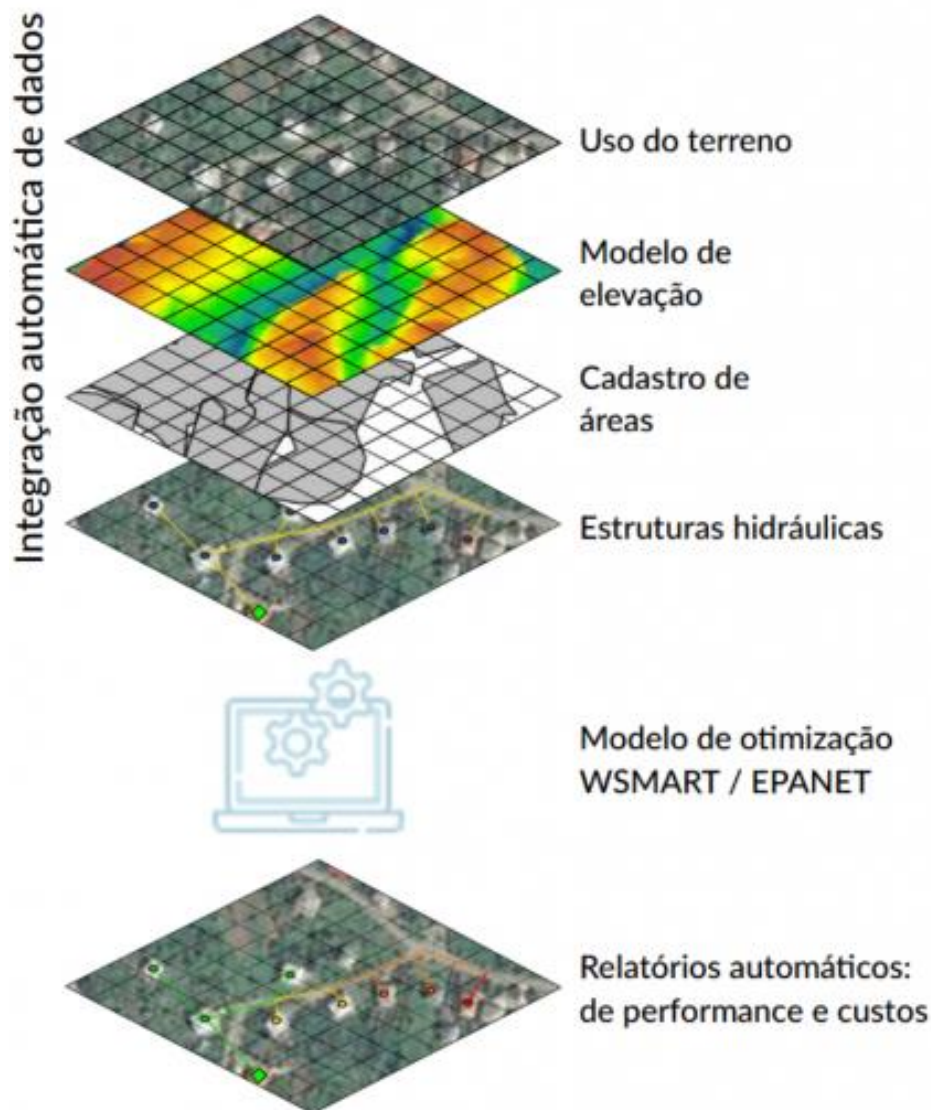 Integração automática de dados
Uso do terreno
Modelo de
elevação
Cadastro de
áreas
Estruturas hidráulicas
Modelo de otimização
WSMART / EPANET
Relatórios automáticos:
de performance e custos